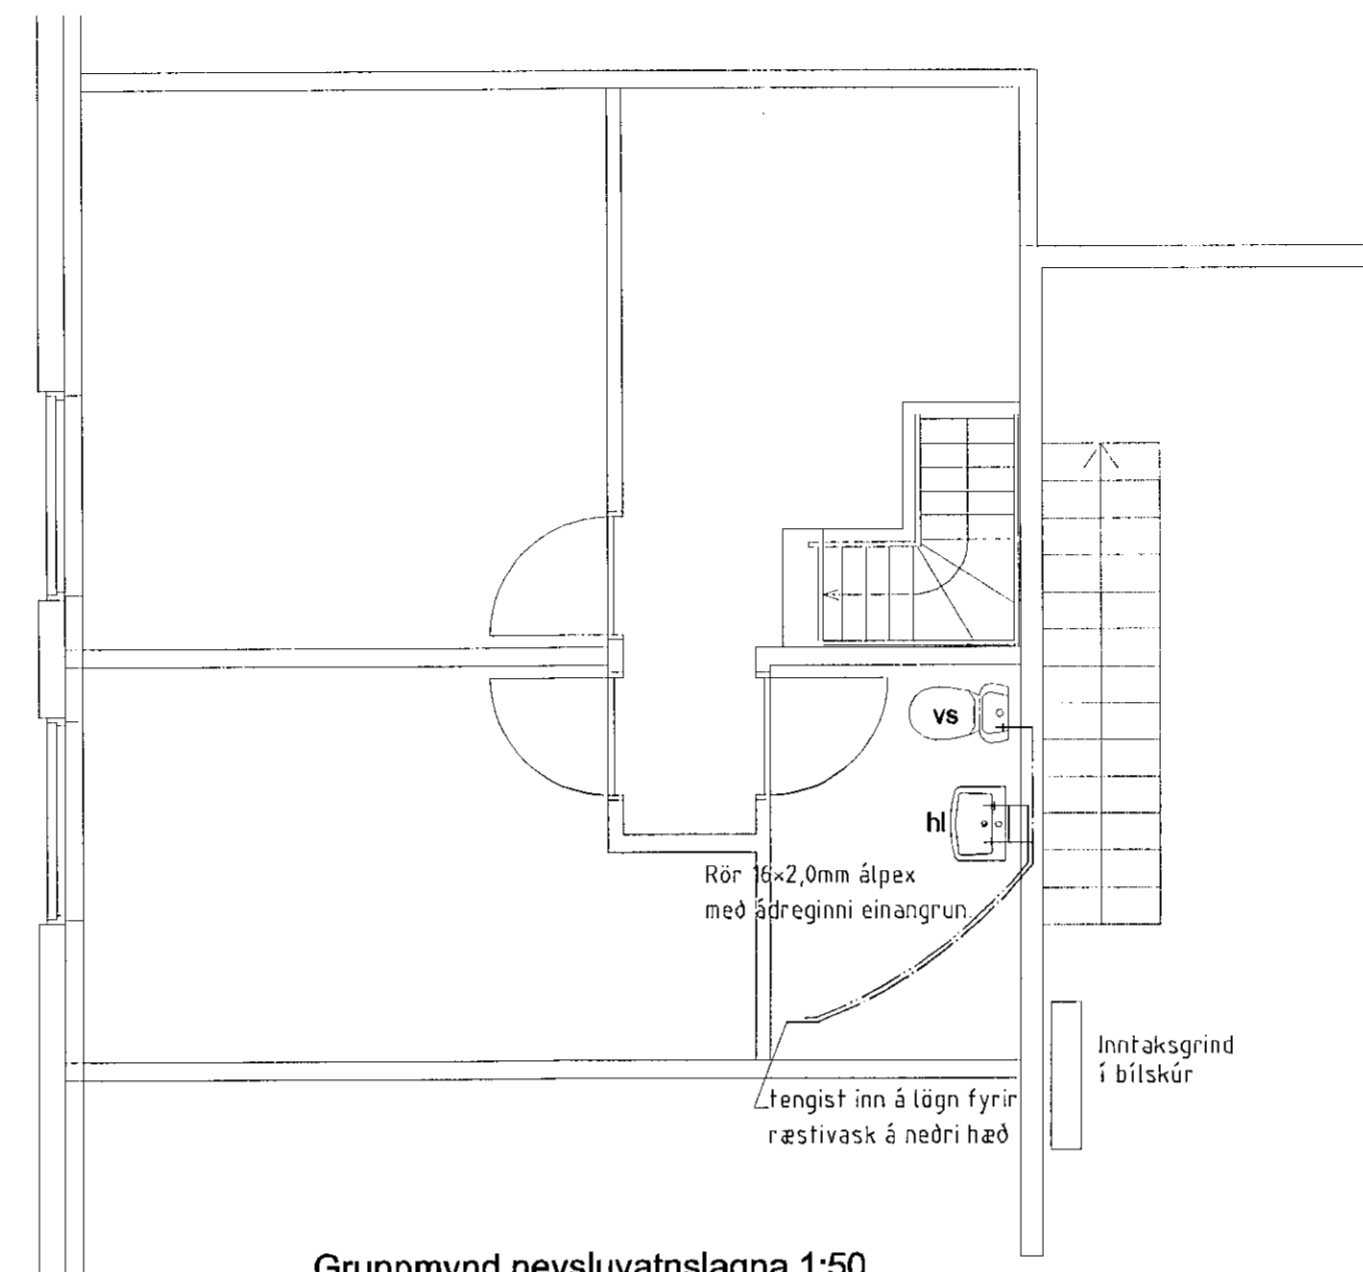 vs
hl
Rör 16×2,0mm álpex
með ádreginni einangrun
Inntaksgrind
í bílskúr
tengist inn á lögn fyrir
ræstivask á neðri hæð
Grunnmynd neysluvatnslagna 1:50